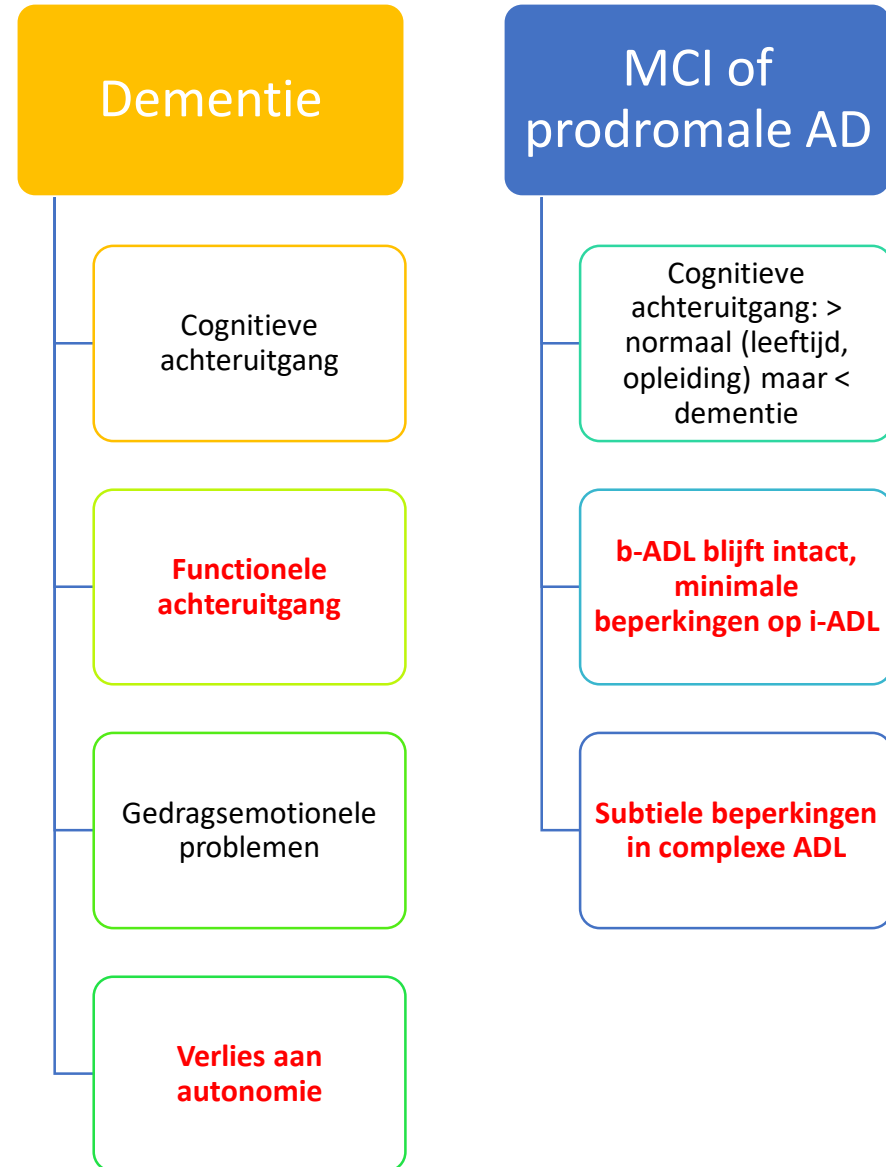 Dementie
Cognitieve
achteruitgang
Functionele
achteruitgang
Gedragsemotionele
problemen
Verlies aan
autonomie
MCI of
prodromale AD
Cognitieve
achteruitgang: >
normaal (leeftijd,
opleiding) maar <
dementie
b-ADL blijft intact,
minimale
beperkingen op i-ADL
Subtiele beperkingen
in complexe ADL